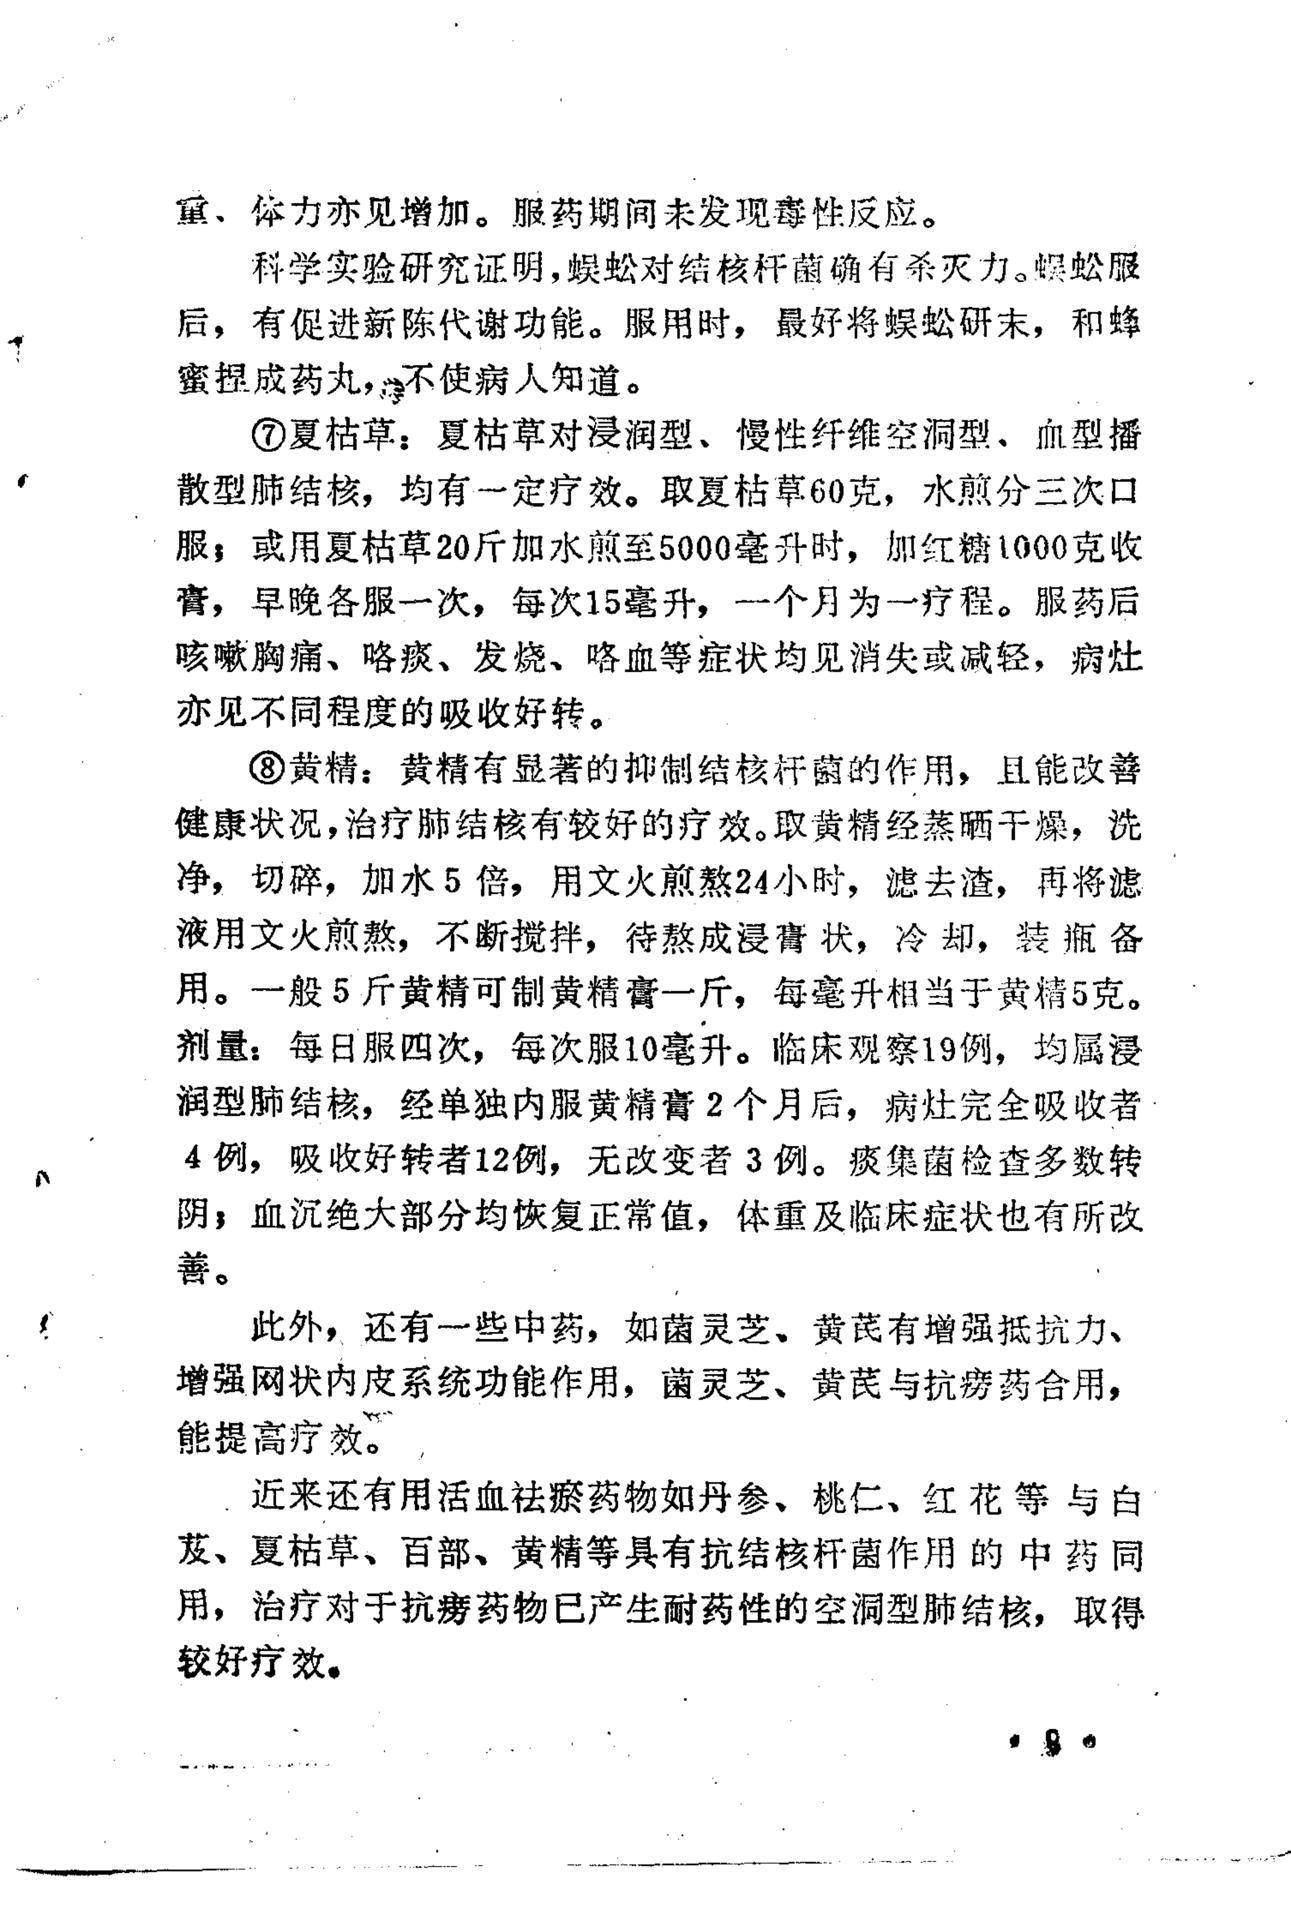 重、体力亦见增加。服药期间未发现毒性反应。
科学实验研究证明，蜈蚣对结核杆菌确有杀灭力。蜈蚣服
后，有促进新陈代谢功能。服用时，最好将蜈蚣研末，和蜂
蜜捏成药丸，不使病人知道。
⑦夏枯草：夏枯草对浸润型、慢性纤维空洞型、血型播
散型肺结核，均有一定疗效。取夏枯草60克，水煎分三次口
服；或用夏枯草20斤加水煎至5000毫升时，加红糖1000克收
膏，早晚各服一次，每次15毫升，一个月为一疗程。服药后
咳嗽胸痛、咯痰、发烧、咯血等症状均见消失或减轻，病灶
亦见不同程度的吸收好转。
⑧黄精：黄精有显著的抑制结核杆菌的作用，且能改善
健康状况，治疗肺结核有较好的疗效。取黄精经蒸晒干燥，洗
净，切碎，加水5倍，用文火煎熬24小时，滤去渣，再将滤
液用文火煎熬，不断搅拌，待熬成浸膏状，冷却，装瓶备
用。一般5斤黄精可制黄精膏一斤，每毫升相当于黄精5克。
剂量：每日服四次，每次服10毫升。临床观察19例，均属浸
润型肺结核，经单独内服黄精膏2个月后，病灶完全吸收者
4例，吸收好转者12例，无改变者3例。痰集菌检查多数转
阴；血沉绝大部分均恢复正常值，体重及临床症状也有所改
善。
此外，还有一些中药，如菌灵芝、黄芪有增强抵抗力、
增强网状内皮系统功能作用，菌灵芝、黄芪与抗痨药合用，
能提高疗效。
近来还有用活血祛瘀药物如丹参、桃仁、红花等与白
芨、夏枯草、百部、黄精等具有抗结核杆菌作用的中药同
用，治疗对于抗痨药物已产生耐药性的空洞型肺结核，取得
较好疗效。